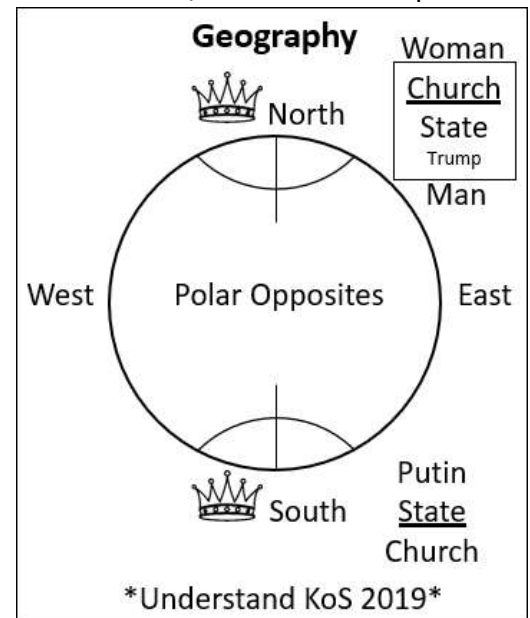 Geography
Woman
Church
State
Trump
Man
North
West
Polar Opposites
East
South
Putin
State
Church
*Understand KoS 2019*